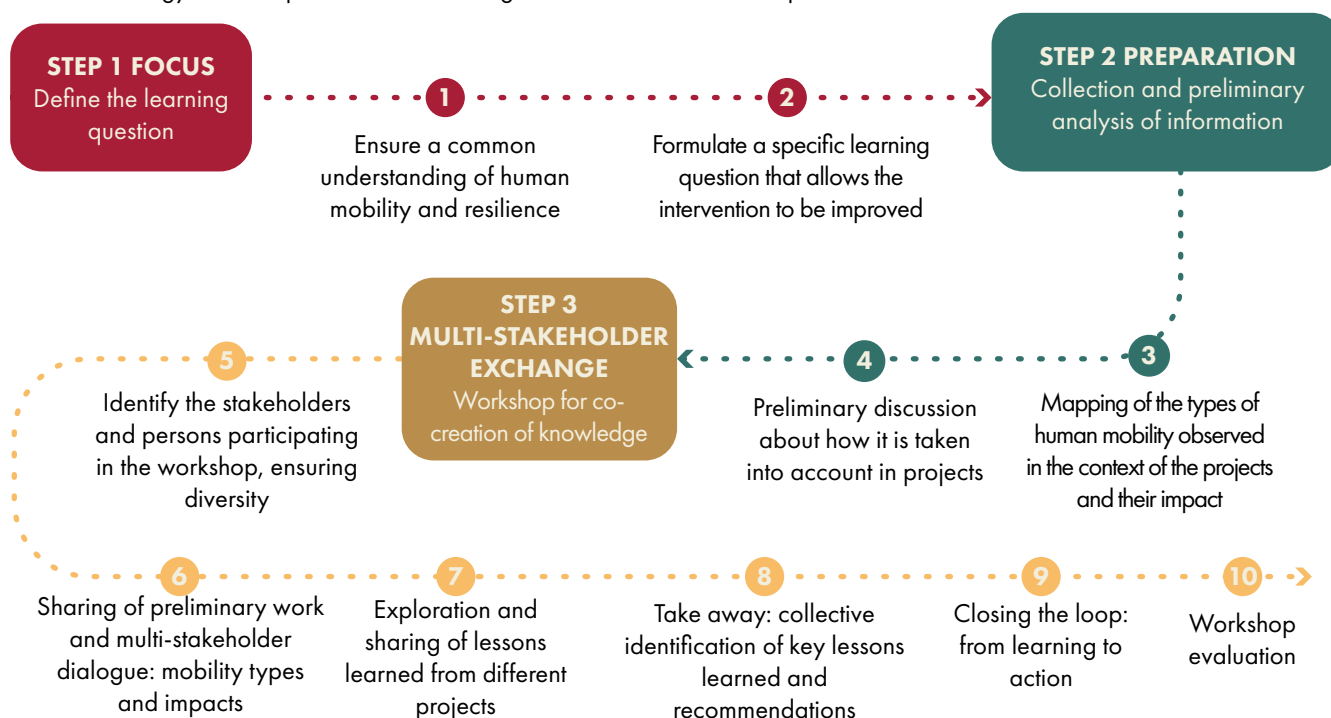 STEP 1 FOCUS
Define the learning
question
1
Ensure a common
understanding of human
mobility and resilience
2
Formulate a specific learning
question that allows the
intervention to be improved
STEP 2 PREPARATION
Collection and preliminary
analysis of information
3
Mapping of the types of
human mobility observed
in the context of the projects
and their impact
4
Preliminary discussion
about how it is taken
into account in projects
STEP 3
MULTI-STAKEHOLDER
EXCHANGE
Workshop for co-
creation of knowledge
5
Identify the stakeholders
and persons participating
in the workshop, ensuring
diversity
6
Sharing of preliminary work
and multi-stakeholder
dialogue: mobility types
and impacts
7
Exploration and
sharing of lessons
learned from different
projects
8
Take away: collective
identification of key lessons
learned and
recommendations
9
Closing the loop:
from learning to
action
10
Workshop
evaluation